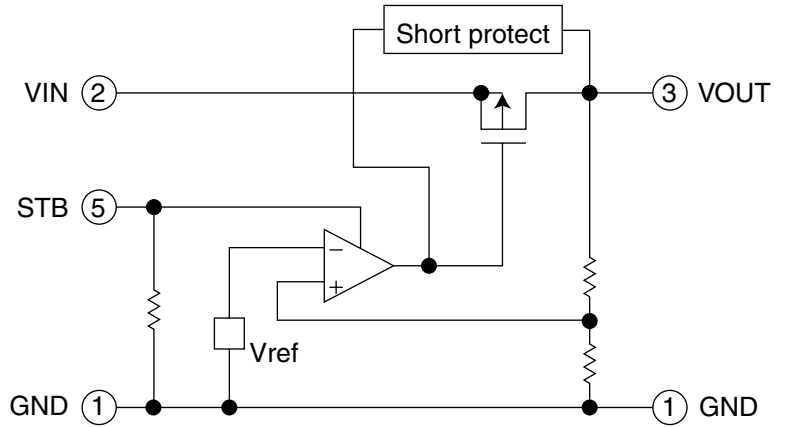 Short protect
VIN 2
3 VOUT
STB 5
−
+
Vref
GND 1
1 GND